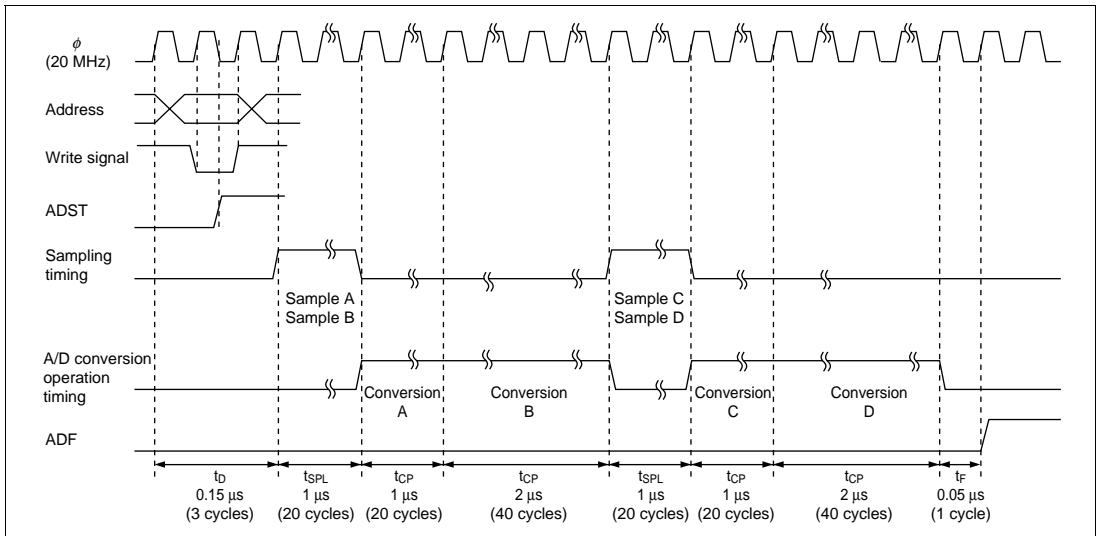 ϕ
(20 MHz)
Address
Write signal
ADST
Sampling
timing
Sample A
Sample B
Sample C
Sample D
A/D conversion
operation
timing
Conversion
A
Conversion
B
Conversion
C
Conversion
D
ADF
tD
0.15 µs
(3 cycles)
tSPL
1 µs
(20 cycles)
tCP
1 µs
(20 cycles)
tCP
2 µs
(40 cycles)
tSPL
1 µs
(20 cycles)
tCP
1 µs
(20 cycles)
tCP
2 µs
(40 cycles)
tF
0.05 µs
(1 cycle)